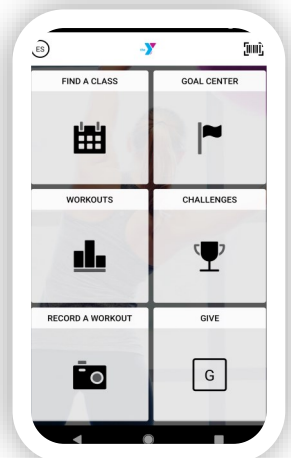 ES
FIND A CLASS
GOAL CENTER
WORKOUTS
CHALLENGES
RECORD A WORKOUT
GIVE
G